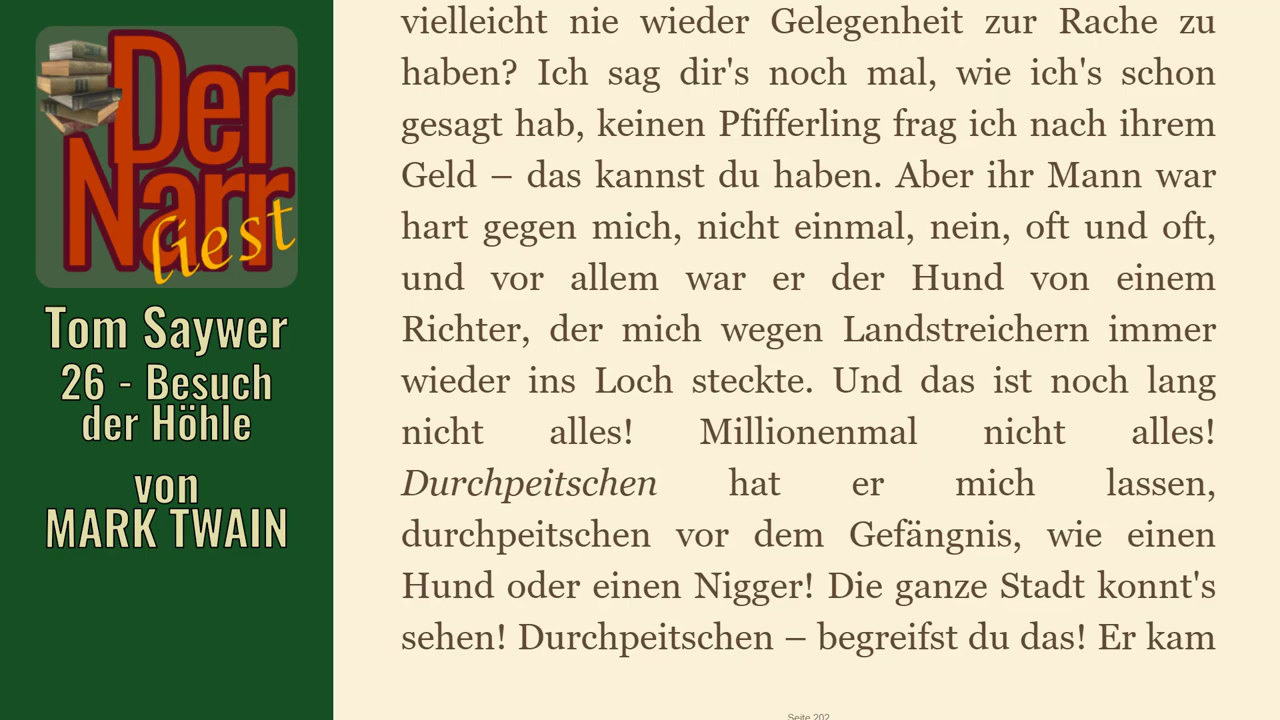 Der
Narr
liest
Tom Saywer
26 - Besuch
der Höhle
von
MARK TWAIN
vielleicht nie wieder Gelegenheit zur Rache zu
haben? Ich sag dir's noch mal, wie ich's schon
gesagt hab, keinen Pfifferling frag ich nach ihrem
Geld – das kannst du haben. Aber ihr Mann war
hart gegen mich, nicht einmal, nein, oft und oft,
und vor allem war er der Hund von einem
Richter, der mich wegen Landstreichern immer
wieder ins Loch steckte. Und das ist noch lang
nicht alles! Millionenmal nicht alles!
Durchpeitschen hat er mich lassen,
durchpeitschen vor dem Gefängnis, wie einen
Hund oder einen Nigger! Die ganze Stadt konnt's
sehen! Durchpeitschen – begreifst du das! Er kam
Seite 202